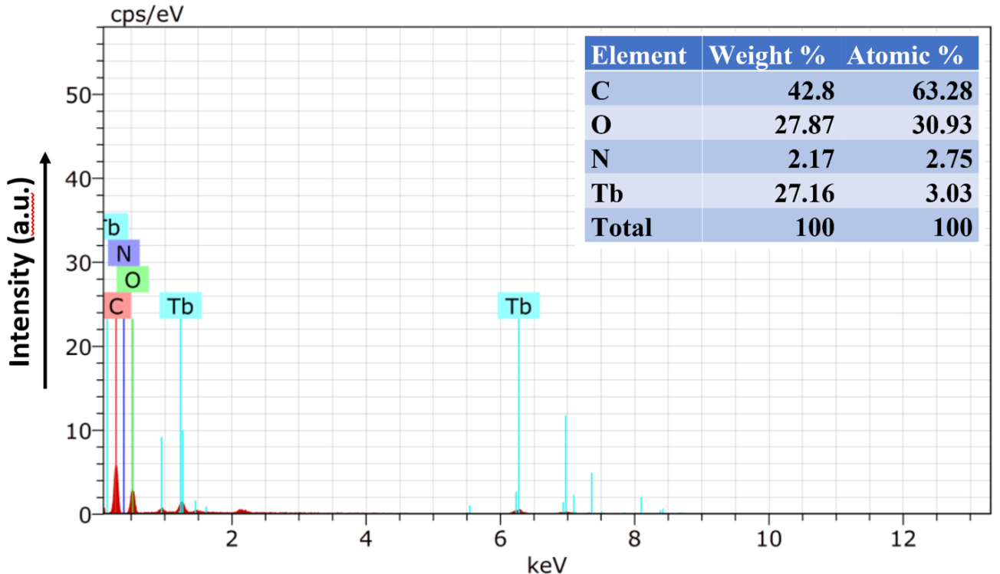 cps/eV
Element Weight % Atomic %
C 42.8 63.28
O 27.87 30.93
N 2.17 2.75
Tb 27.16 3.03
Total 100 100
50
40
30
20
10
0
Intensity (a.u.)
Tb
N
O
C
Tb
Tb
2 4 6 8 10 12
keV